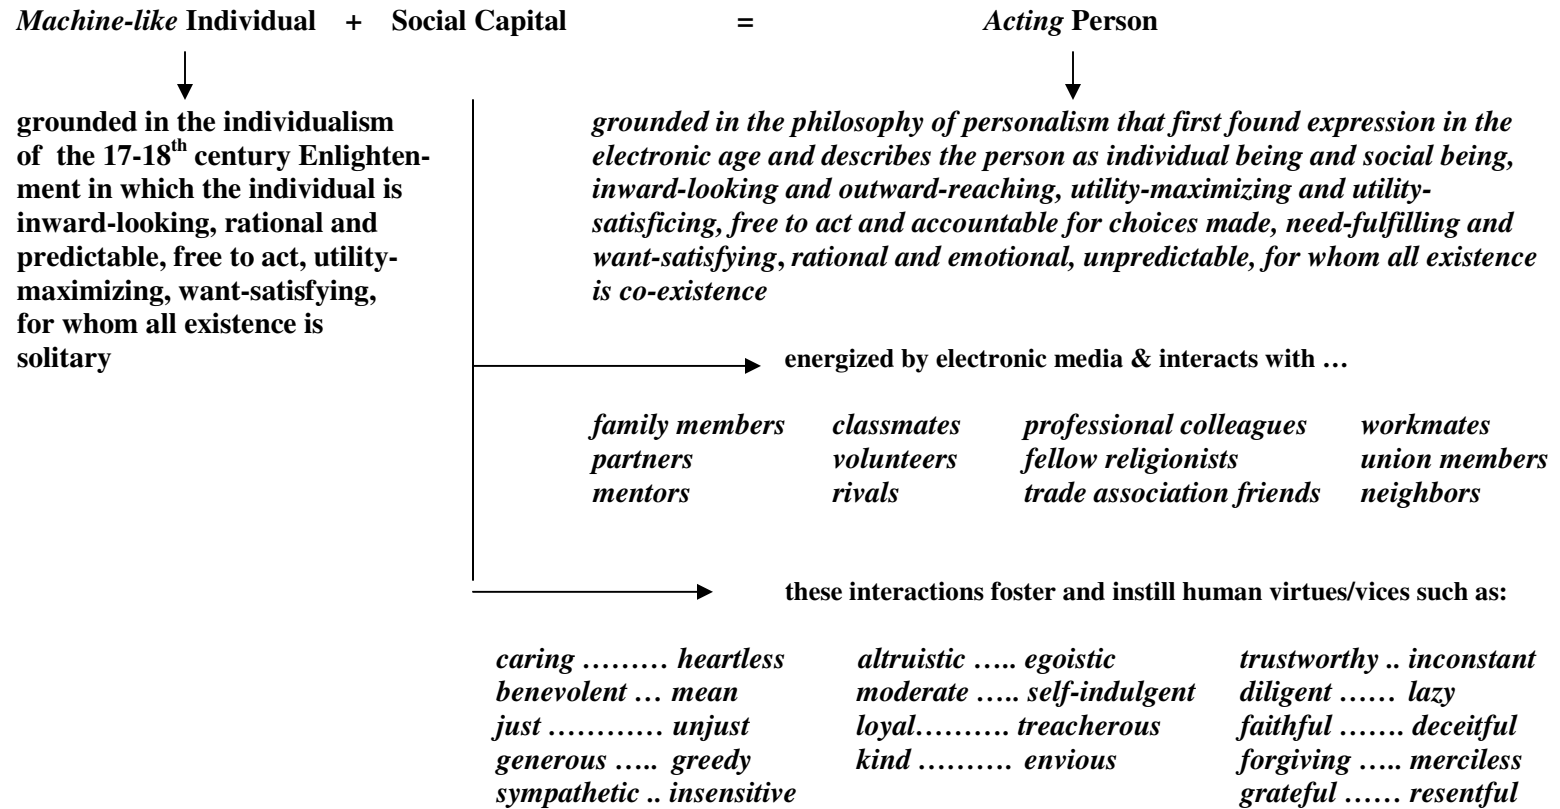 Machine-like Individual + Social Capital = Acting Person
grounded in the individualism
of the 17-18th century Enlighten-
ment in which the individual is
inward-looking, rational and
predictable, free to act, utility-
maximizing, want-satisfying,
for whom all existence is
solitary
grounded in the philosophy of personalism that first found expression in the
electronic age and describes the person as individual being and social being,
inward-looking and outward-reaching, utility-maximizing and utility-
satisficing, free to act and accountable for choices made, need-fulfilling and
want-satisfying, rational and emotional, unpredictable, for whom all existence
is co-existence
energized by electronic media & interacts with …
family members classmates professional colleagues workmates
partners volunteers fellow religionists union members
mentors rivals trade association friends neighbors
these interactions foster and instill human virtues/vices such as:
caring ……… heartless altruistic ….. egoistic trustworthy .. inconstant
benevolent … mean moderate ….. self-indulgent diligent …… lazy
just ………… unjust loyal………. treacherous faithful ……. deceitful
generous ….. greedy kind ………. envious forgiving ….. merciless
sympathetic .. insensitive grateful …… resentful